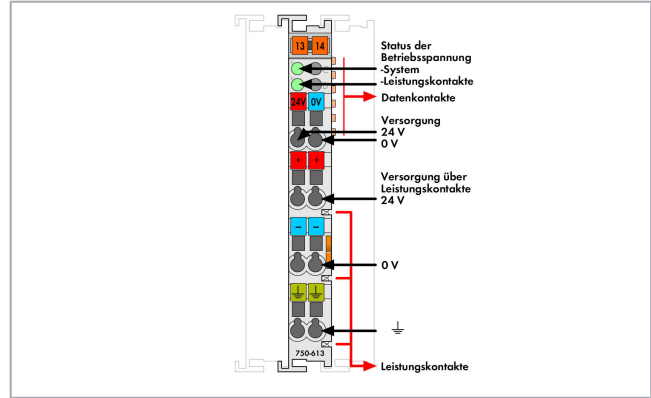 13 14
Status der
Betriebsspannung
-System
-Leistungskontakte
Datenkontakte
24V 0V
Versorgung
24 V
0 V
+ +
Versorgung über
Leistungskontakte
24 V
– –
0 V
750-613
Leistungskontakte